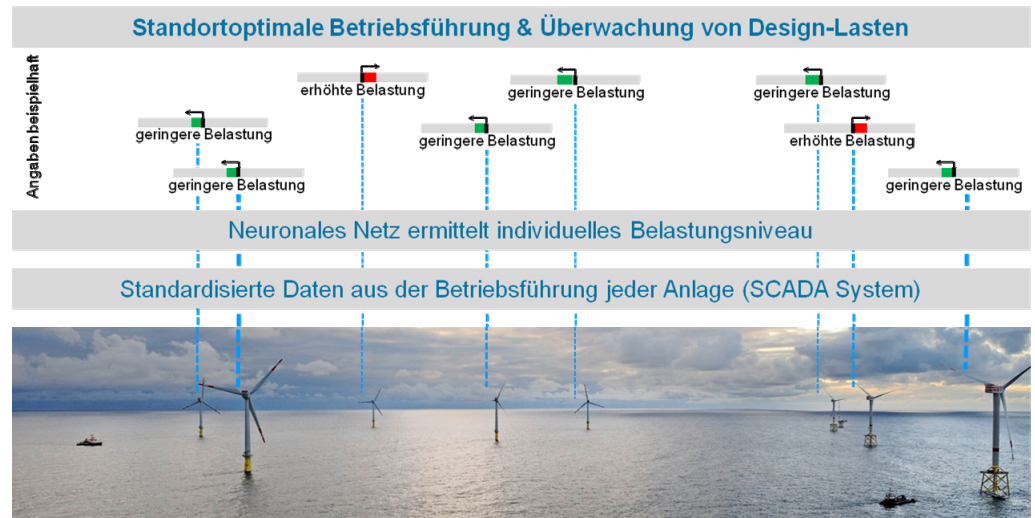 Standortoptimale Betriebsführung & Überwachung von Design-Lasten
Angaben beispielhaft
erhöhte Belastung
geringere Belastung
geringere Belastung
geringere Belastung
geringere Belastung
erhöhte Belastung
geringere Belastung
geringere Belastung
Neuronales Netz ermittelt individuelles Belastungsniveau
Standardisierte Daten aus der Betriebsführung jeder Anlage (SCADA System)